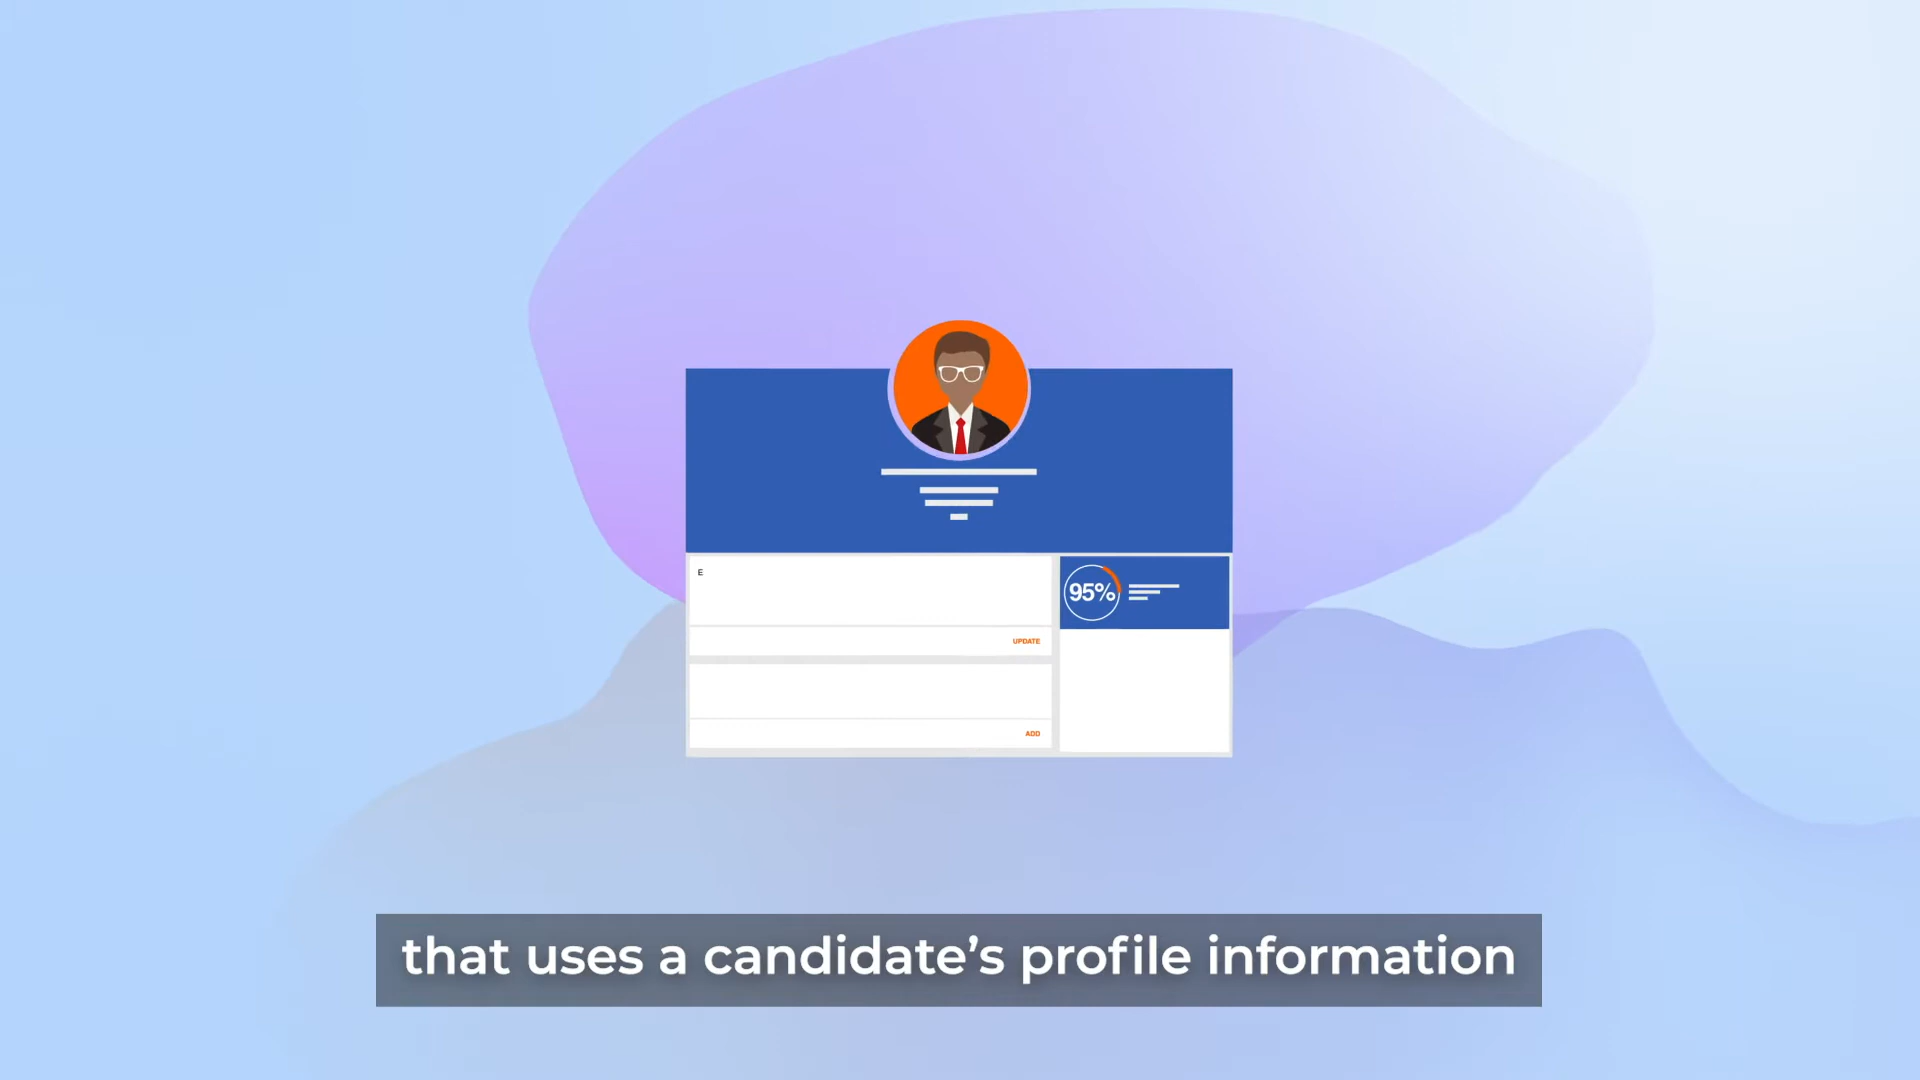 E
95%
UPDATE
ADD
that uses a candidate’s profile information